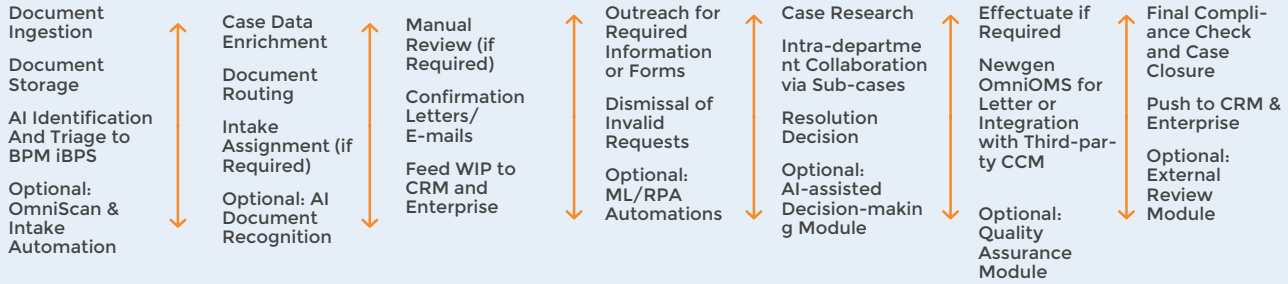 Document
Ingestion
Document
Storage
AI Identification
And Triage to
BPM iBPS
Optional:
OmniScan &
Intake
Automation
Case Data
Enrichment
Document
Routing
Intake
Assignment (if
Required)
Optional: AI
Document
Recognition
Manual
Review (if
Required)
Confirmation
Letters/
E-mails
Feed WIP to
CRM and
Enterprise
Outreach for
Required
Information
or Forms
Dismissal of
Invalid
Requests
Optional:
ML/RPA
Automations
Case Research
Intra-departme
nt Collaboration
via Sub-cases
Resolution
Decision
Optional:
AI-assisted
Decision-makin
g Module
Effectuate if
Required
Newgen
OmniOMS for
Letter or
Integration
with Third-par-
ty CCM
Optional:
Quality
Assurance
Module
Final Compli-
ance Check
and Case
Closure
Push to CRM &
Enterprise
Optional:
External
Review
Module